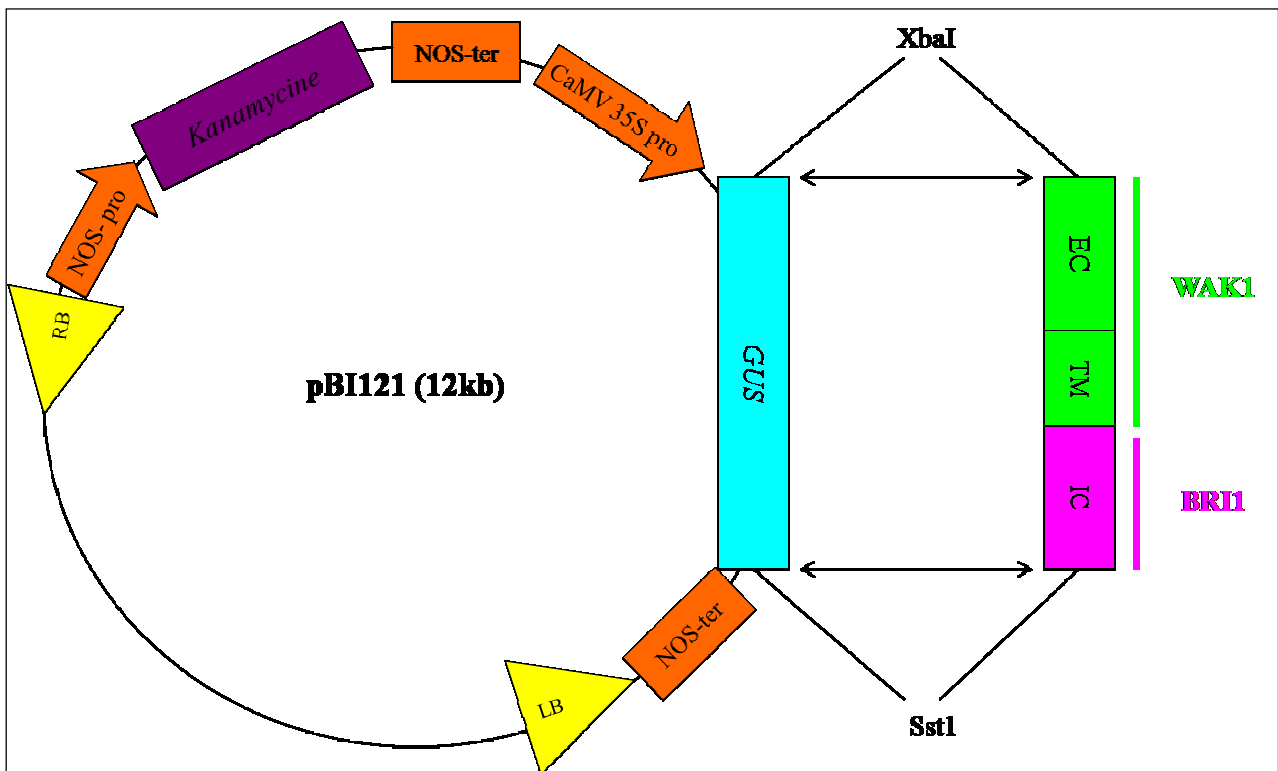 XbaI
NOS-ter
CaMV 35S pro
Kanamycine
NOS- pro
RB
pBI121 (12kb)
GUS
EC
TM
IC
WAK1
BRI1
NOS-ter
LB
Sst1